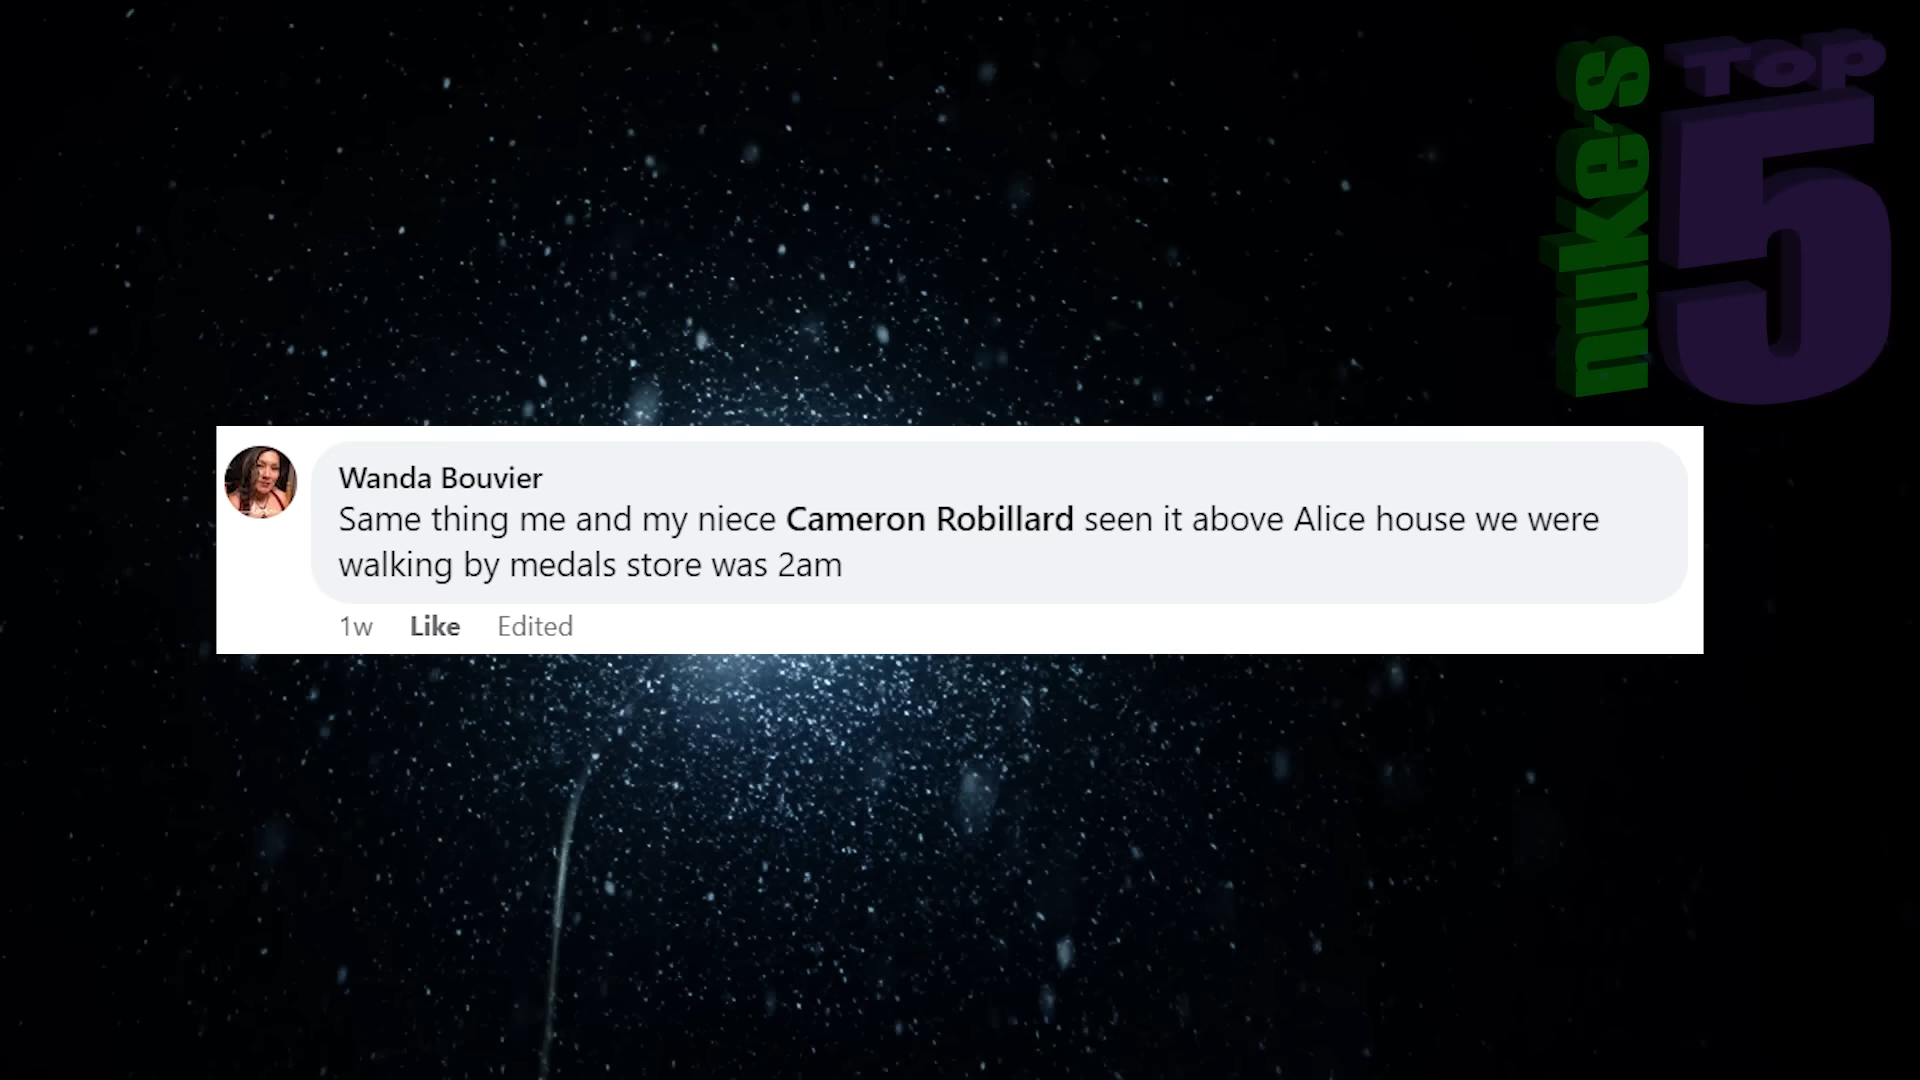 nuke's
Top
5
Wanda Bouvier
Same thing me and my niece Cameron Robillard seen it above Alice house we were
walking by medals store was 2am
1w Like Edited